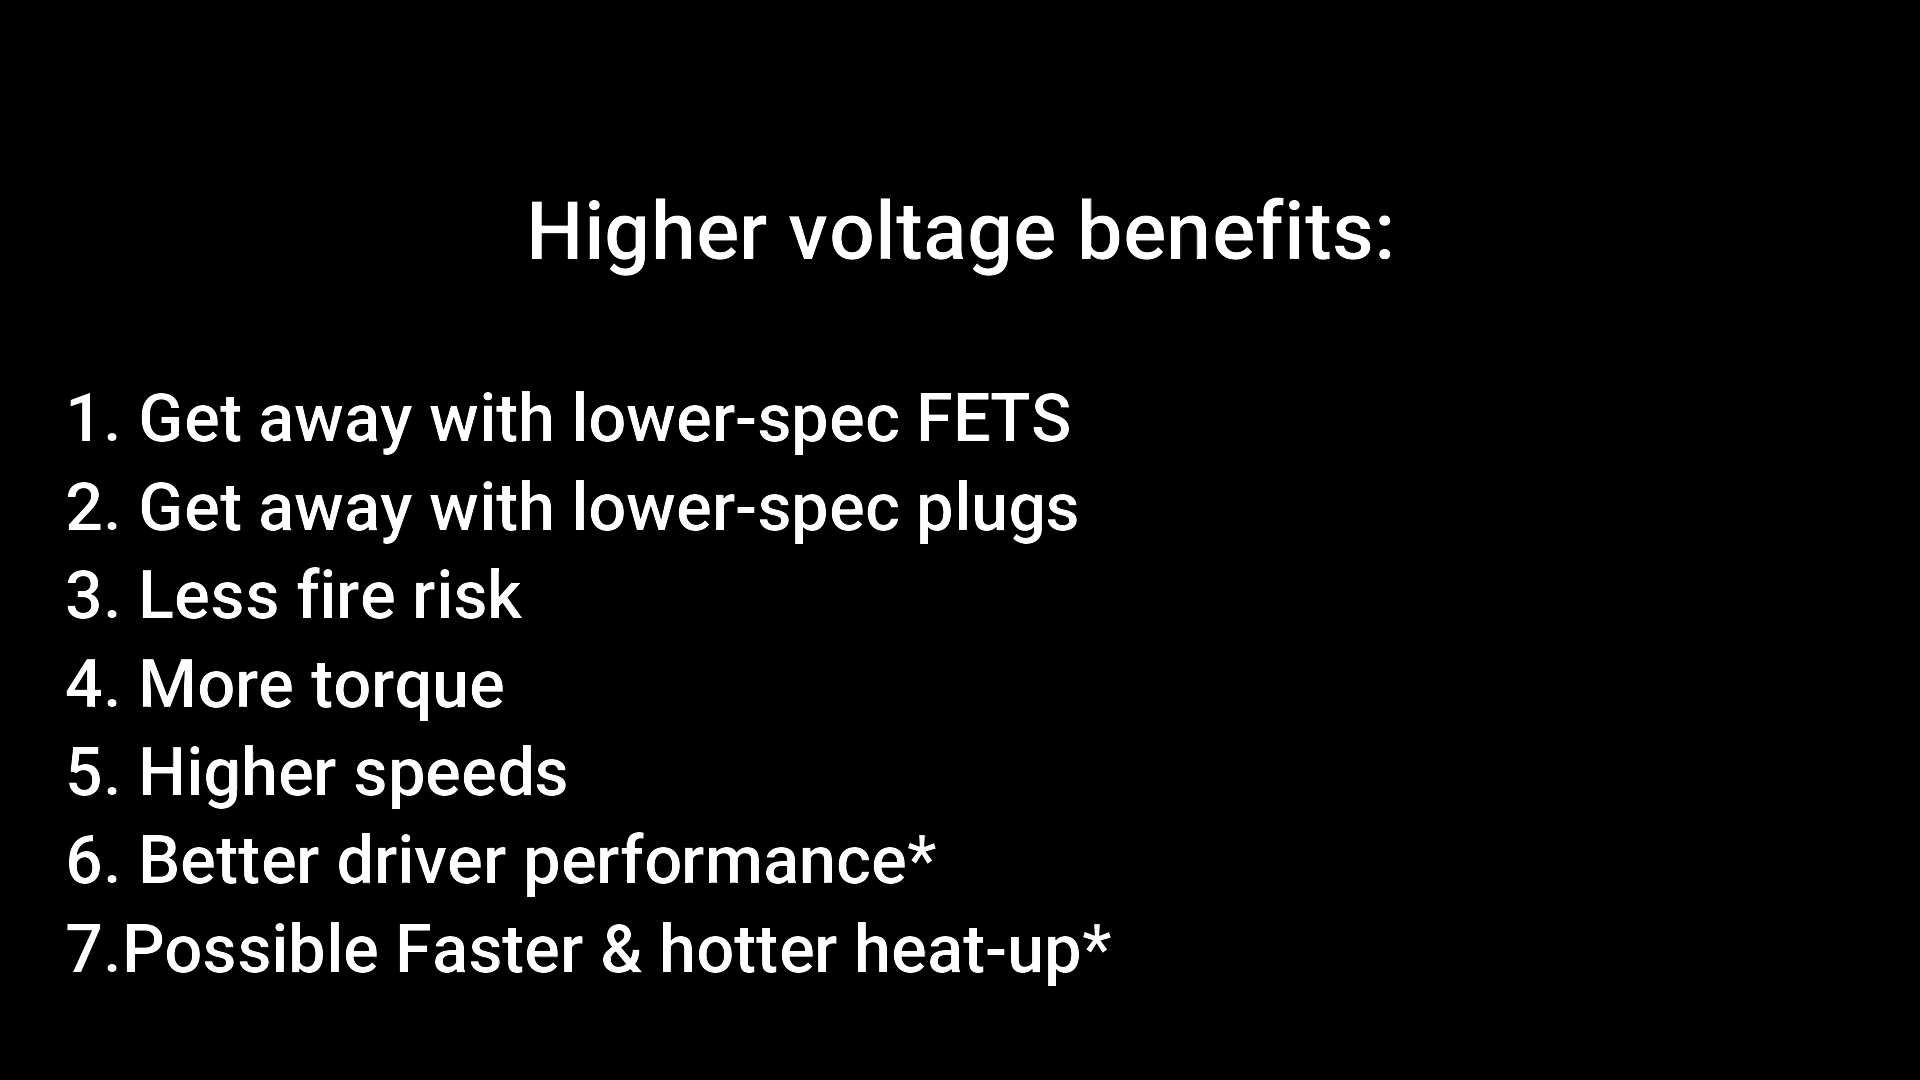 Higher voltage benefits:
1. Get away with lower-spec FETS
2. Get away with lower-spec plugs
3. Less fire risk
4. More torque
5. Higher speeds
6. Better driver performance*
7.Possible Faster & hotter heat-up*